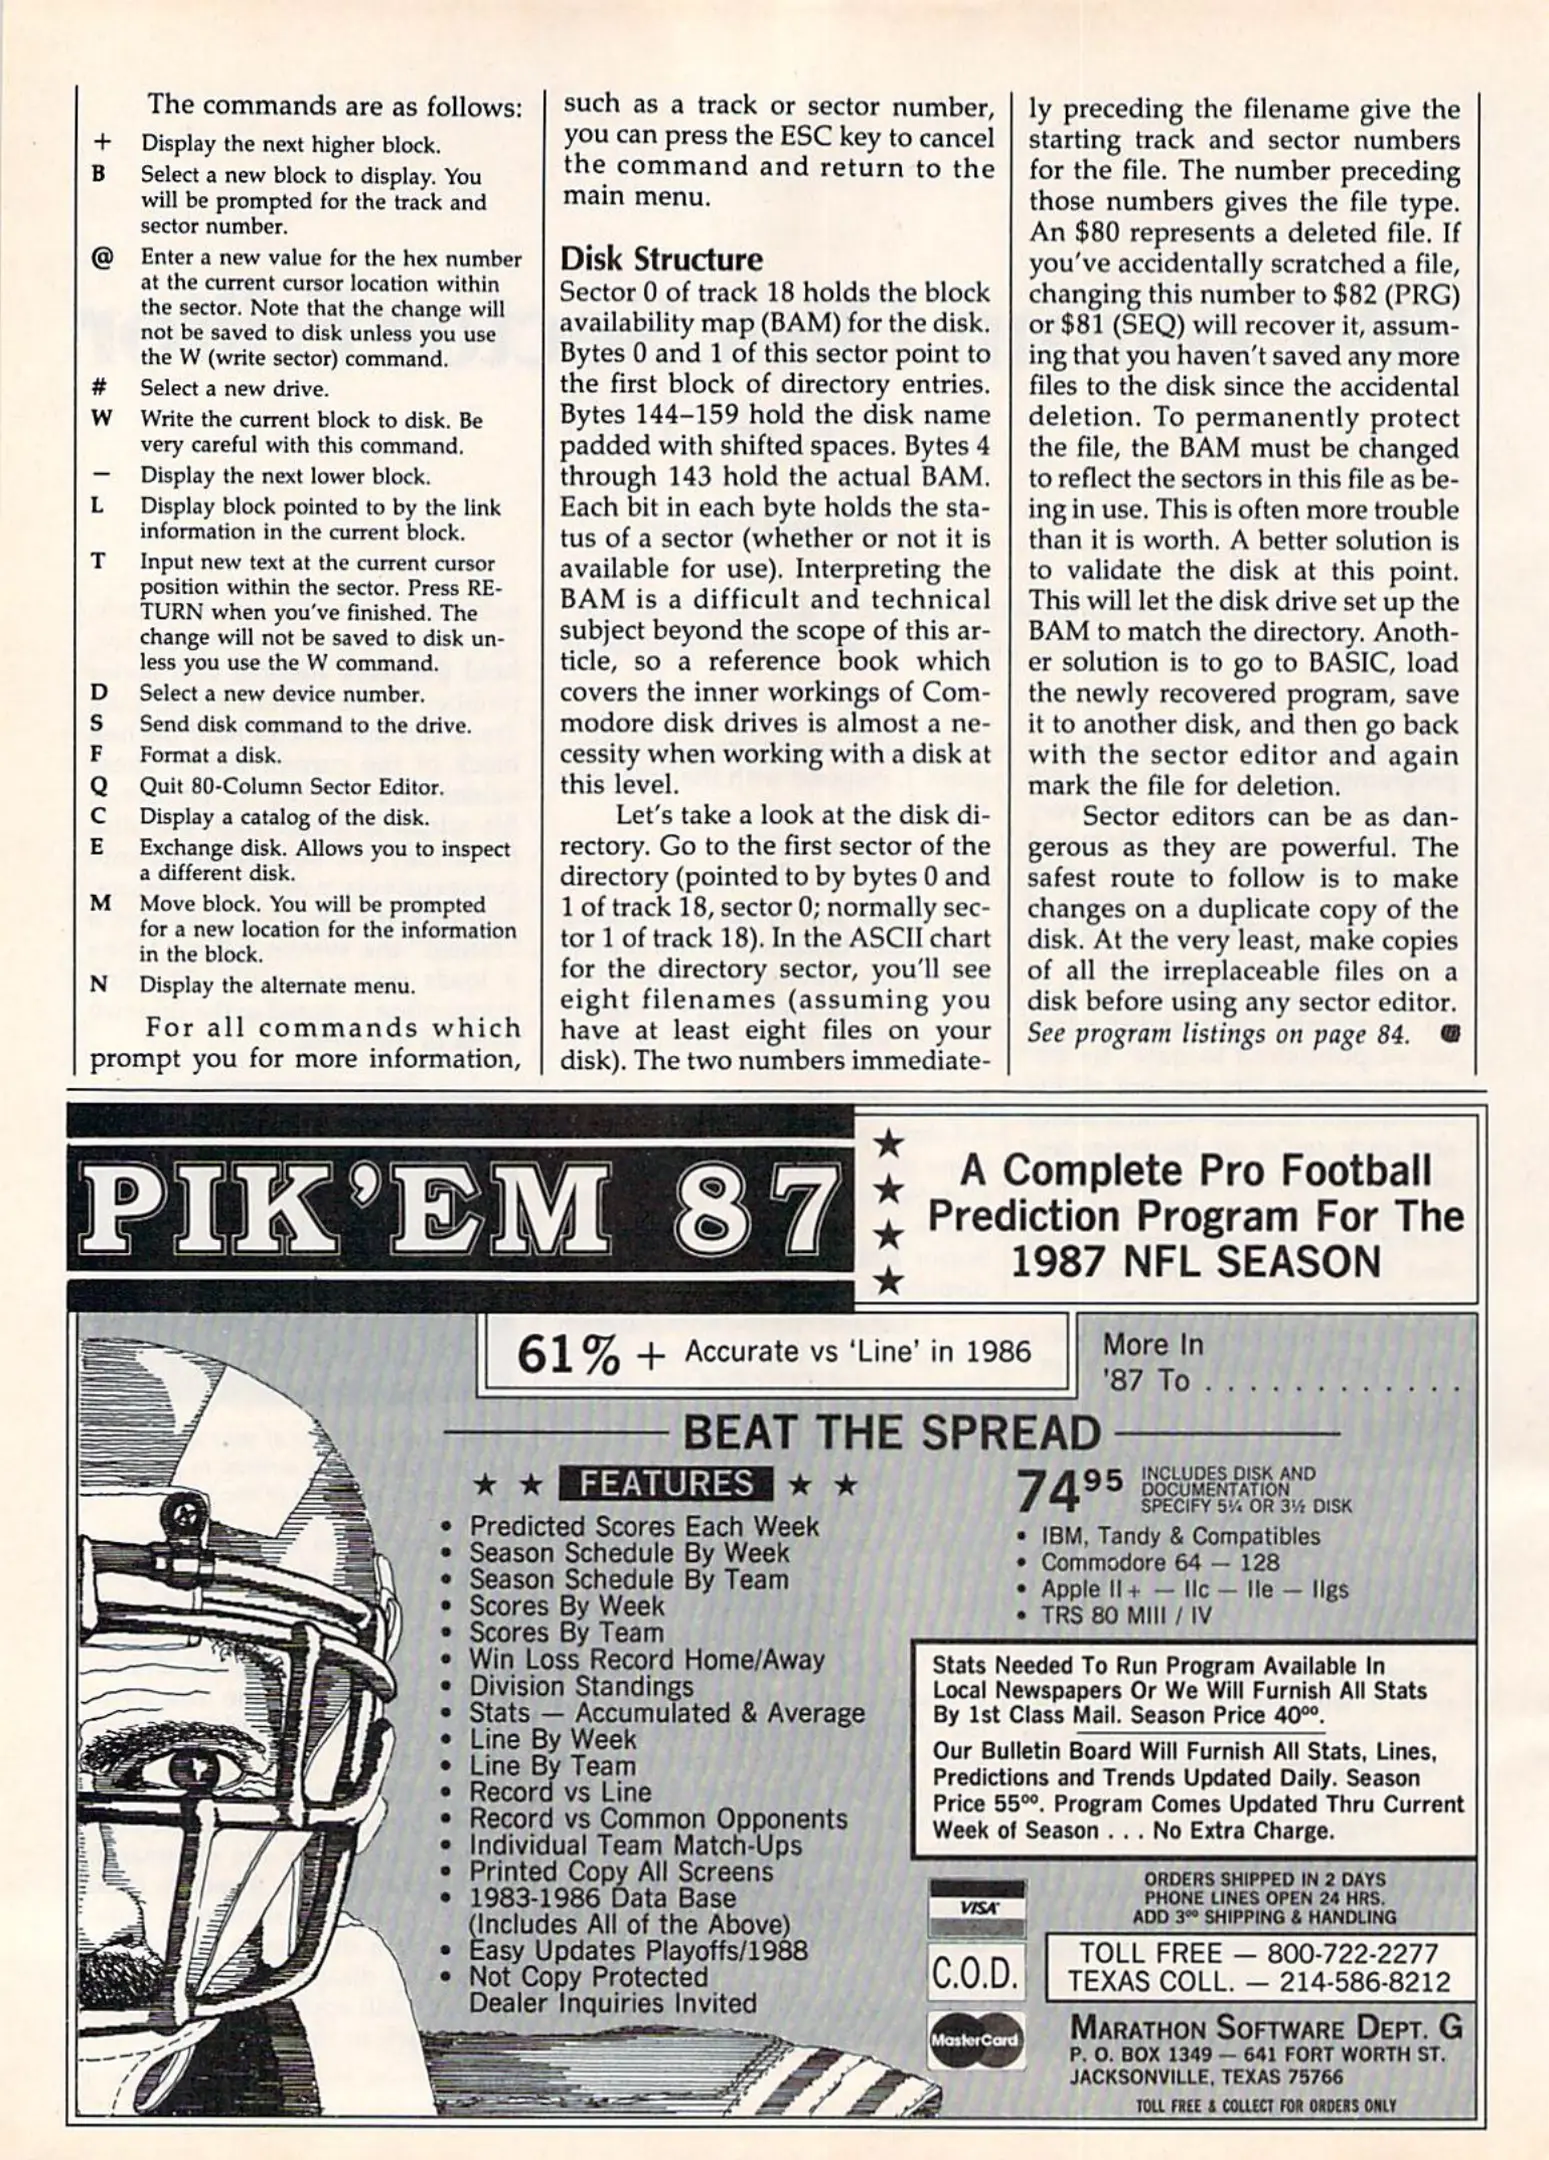 The commands are as follows:
+ Display the next higher block.
B Select a new block to display. You
will be prompted for the track and
sector number.
@ Enter a new value for the hex number
at the current cursor location within
the sector. Note that the change will
not be saved to disk unless you use
the W (write sector) command.
# Select a new drive.
W Write the current block to disk. Be
very careful with this command.
— Display the next lower block.
L Display block pointed to by the link
information in the current block.
T Input new text at the current cursor
position within the sector. Press RE-
TURN when you've finished. The
change will not be saved to disk un-
less you use the W command.
D Select a new device number.
S Send disk command to the drive.
F Format a disk.
Q Quit 80-Column Sector Editor.
C Display a catalog of the disk.
E Exchange disk. Allows you to inspect
a different disk.
M Move block. You will be prompted
for a new location for the information
in the block.
N Display the alternate menu.
For all commands which
prompt you for more information,
such as a track or sector number,
you can press the ESC key to cancel
the command and return to the
main menu.
Disk Structure
Sector 0 of track 18 holds the block
availability map (BAM) for the disk.
Bytes 0 and 1 of this sector point to
the first block of directory entries.
Bytes 144–159 hold the disk name
padded with shifted spaces. Bytes 4
through 143 hold the actual BAM.
Each bit in each byte holds the sta-
tus of a sector (whether or not it is
available for use). Interpreting the
BAM is a difficult and technical
subject beyond the scope of this ar-
ticle, so a reference book which
covers the inner workings of Com-
modore disk drives is almost a ne-
cessity when working with a disk at
this level.
Let's take a look at the disk di-
rectory. Go to the first sector of the
directory (pointed to by bytes 0 and
1 of track 18, sector 0; normally sec-
tor 1 of track 18). In the ASCII chart
for the directory sector, you'll see
eight filenames (assuming you
have at least eight files on your
disk). The two numbers immediate-
ly preceding the filename give the
starting track and sector numbers
for the file. The number preceding
those numbers gives the file type.
An $80 represents a deleted file. If
you've accidentally scratched a file,
changing this number to $82 (PRG)
or $81 (SEQ) will recover it, assum-
ing that you haven't saved any more
files to the disk since the accidental
deletion. To permanently protect
the file, the BAM must be changed
to reflect the sectors in this file as be-
ing in use. This is often more trouble
than it is worth. A better solution is
to validate the disk at this point.
This will let the disk drive set up the
BAM to match the directory. Anoth-
er solution is to go to BASIC, load
the newly recovered program, save
it to another disk, and then go back
with the sector editor and again
mark the file for deletion.
Sector editors can be as dan-
gerous as they are powerful. The
safest route to follow is to make
changes on a duplicate copy of the
disk. At the very least, make copies
of all the irreplaceable files on a
disk before using any sector editor.
See program listings on page 84.
PIK'EM 87
A Complete Pro Football
Prediction Program For The
1987 NFL SEASON
61% + Accurate vs 'Line' in 1986
More In
'87 To . . . . . . . . . . . .
BEAT THE SPREAD
★ ★ FEATURES ★ ★
• Predicted Scores Each Week
• Season Schedule By Week
• Season Schedule By Team
• Scores By Week
• Scores By Team
• Win Loss Record Home/Away
• Division Standings
• Stats — Accumulated & Average
• Line By Week
• Line By Team
• Record vs Line
• Record vs Common Opponents
• Individual Team Match-Ups
• Printed Copy All Screens
• 1983-1986 Data Base
(Includes All of the Above)
• Easy Updates Playoffs/1988
• Not Copy Protected
Dealer Inquiries Invited
74⁹⁵ INCLUDES DISK AND
DOCUMENTATION
SPECIFY 5¼ OR 3½ DISK
• IBM, Tandy & Compatibles
• Commodore 64 — 128
• Apple II+ — IIc — IIe — IIgs
• TRS 80 MIII / IV
Stats Needed To Run Program Available In
Local Newspapers Or We Will Furnish All Stats
By 1st Class Mail. Season Price 40⁰⁰.
Our Bulletin Board Will Furnish All Stats, Lines,
Predictions and Trends Updated Daily. Season
Price 55⁰⁰. Program Comes Updated Thru Current
Week of Season . . . No Extra Charge.
VISA
C.O.D.
MasterCard
ORDERS SHIPPED IN 2 DAYS
PHONE LINES OPEN 24 HRS.
ADD 3⁰⁰ SHIPPING & HANDLING
TOLL FREE — 800-722-2277
TEXAS COLL. — 214-586-8212
MARATHON SOFTWARE DEPT. G
P. O. BOX 1349 — 641 FORT WORTH ST.
JACKSONVILLE, TEXAS 75766
TOLL FREE & COLLECT FOR ORDERS ONLY